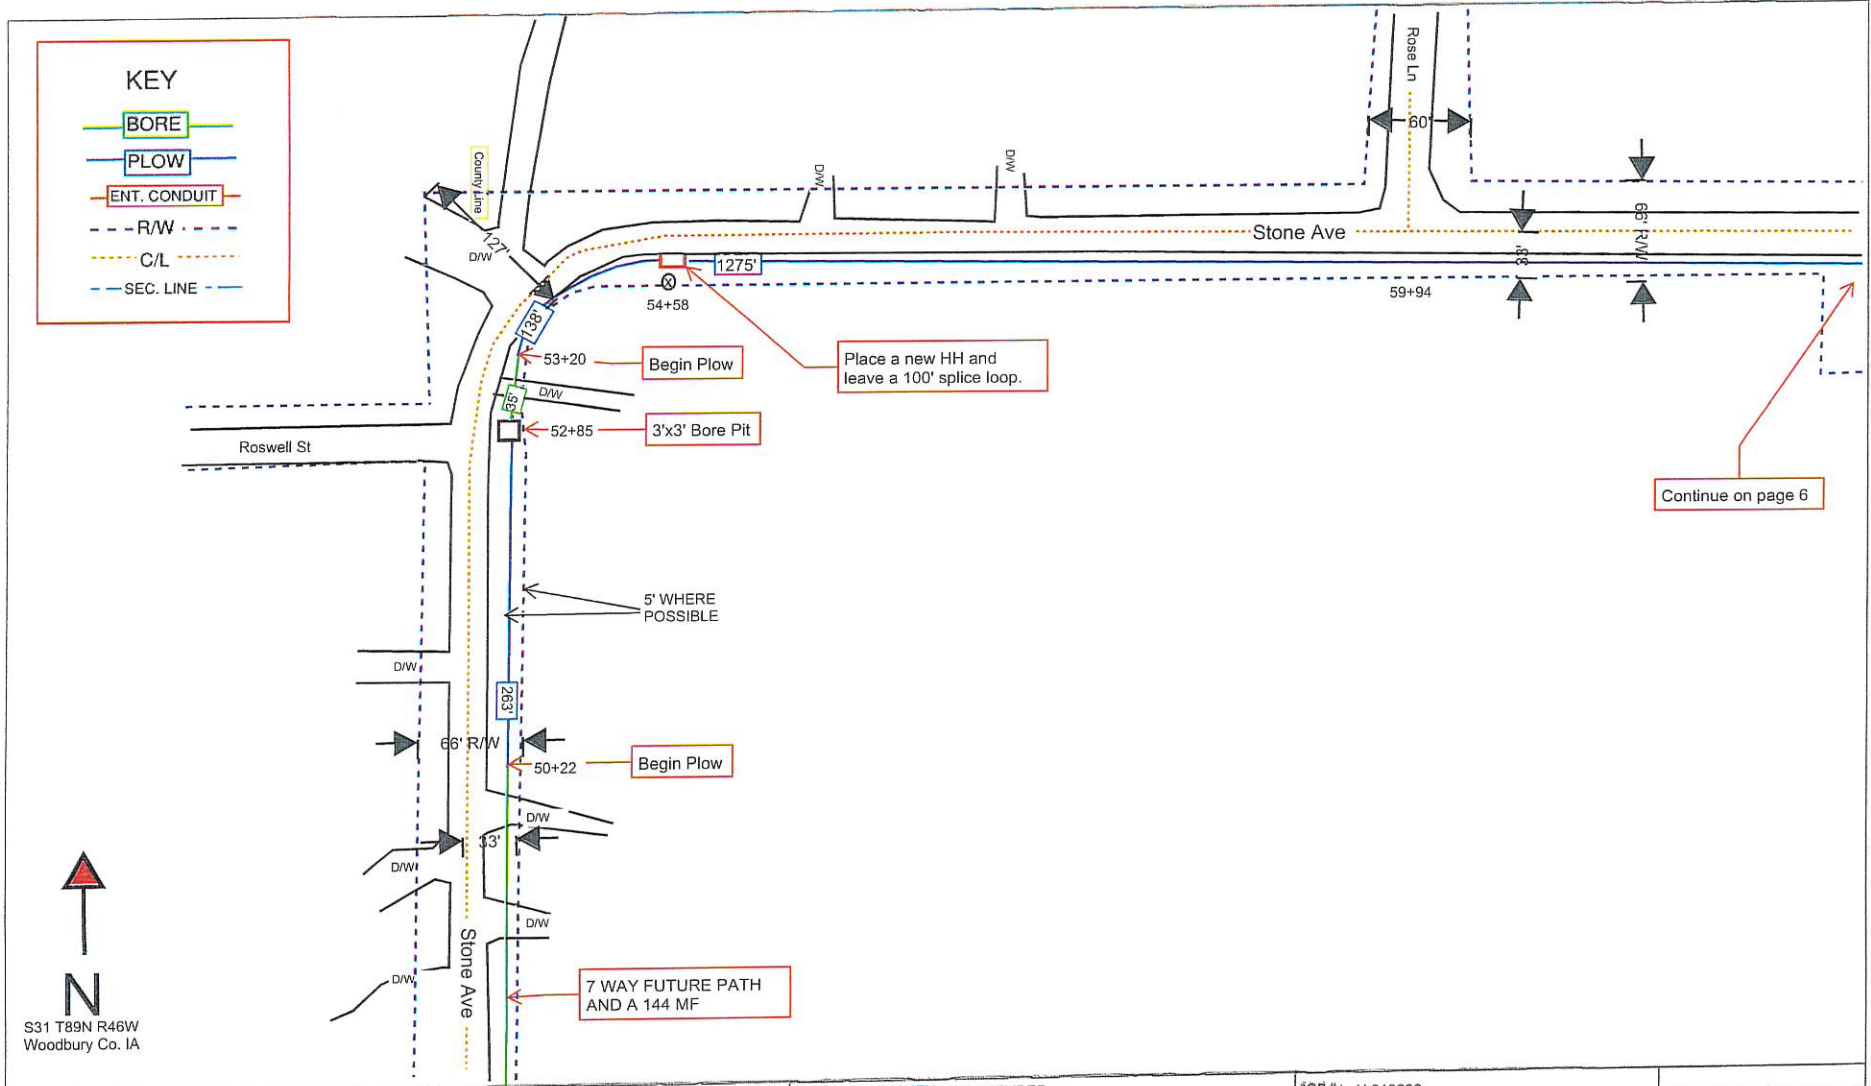 KEY
BORE
PLOW
ENT. CONDUIT
R/W
C/L
SEC. LINE
County Line
127'
D/W
D/W
D/W
Rose Ln
60'
Stone Ave
66' R/W
33'
1275'
54+58
59+94
138'
53+20
Begin Plow
Place a new HH and
leave a 100' splice loop.
35'
D/W
52+85
3'x3' Bore Pit
Roswell St
Continue on page 6
5' WHERE
POSSIBLE
D/W
263'
66' R/W
50+22
Begin Plow
D/W
33'
D/W
D/W
Stone Ave
D/W
7 WAY FUTURE PATH
AND A 144 MF
N
S31 T89N R46W
Woodbury Co. IA